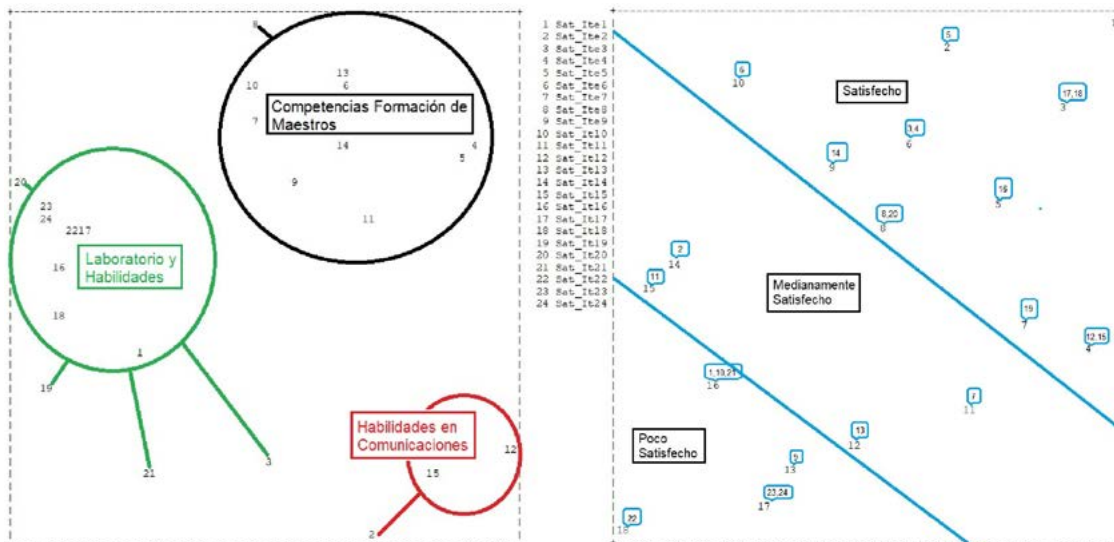 8
13
10
6
Competencias Formación de
Maestros
7
14
4
5
9
11
20
23
24
2217
Laboratorio y
Habilidades
16
18
1
19
21
3
Habilidades en
Comunicaciones
12
15
2
1 Sat_Ite1
2 Sat_Ite2
3 Sat_Ite3
4 Sat_Ite4
5 Sat_Ite5
6 Sat_Ite6
7 Sat_Ite7
8 Sat_Ite8
9 Sat_Ite9
10 Sat_It10
11 Sat_It11
12 Sat_It12
13 Sat_It13
14 Sat_It14
15 Sat_It15
16 Sat_It16
17 Sat_It17
18 Sat_It18
19 Sat_It19
20 Sat_It20
21 Sat_It21
22 Sat_It22
23 Sat_It23
24 Sat_It24
5
2
6
10
Satisfecho
17,18
3
3,4
6
14
9
16
5
8,20
8
2
14
11
15
Medianamente
Satisfecho
19
7
12,15
4
1,10,21
16
7
11
13
12
Poco
Satisfecho
9
13
23,24
17
22
18